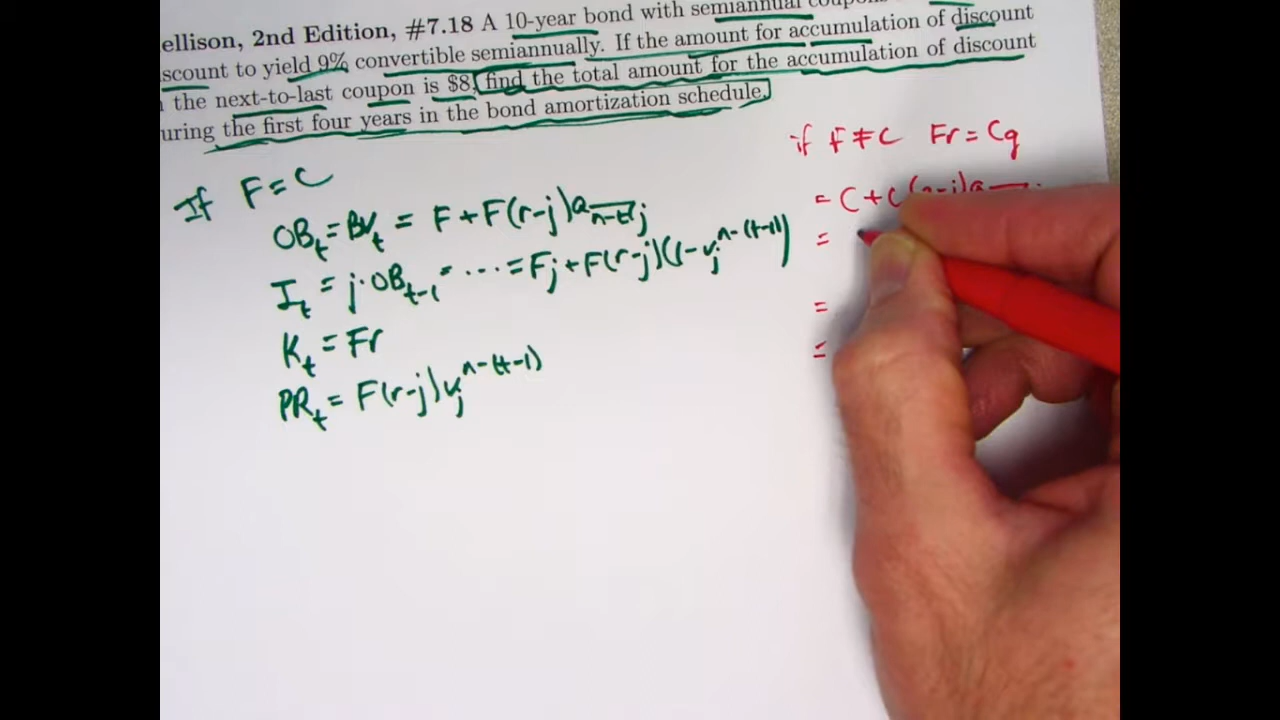 ellison, 2nd Edition, #7.18 A 10-year bond with semiannual
scount to yield 9% convertible semiannually. If the amount for accumulation of discount
the next-to-last coupon is $8, find the total amount for the accumulation of discount
uring the first four years in the bond amortization schedule.
if F≠C Fr = Cg
If F = C
OB_t = BV_t = F + F(r-j)a_{n-t|j}
= C + C
I_t = j·OB_{t-1} = ... = Fj + F(r-j)(1 - v_j^{n-(t-1)})
=
K_t = Fr
=
PR_t = F(r-j)v_j^{n-(t-1)}
=